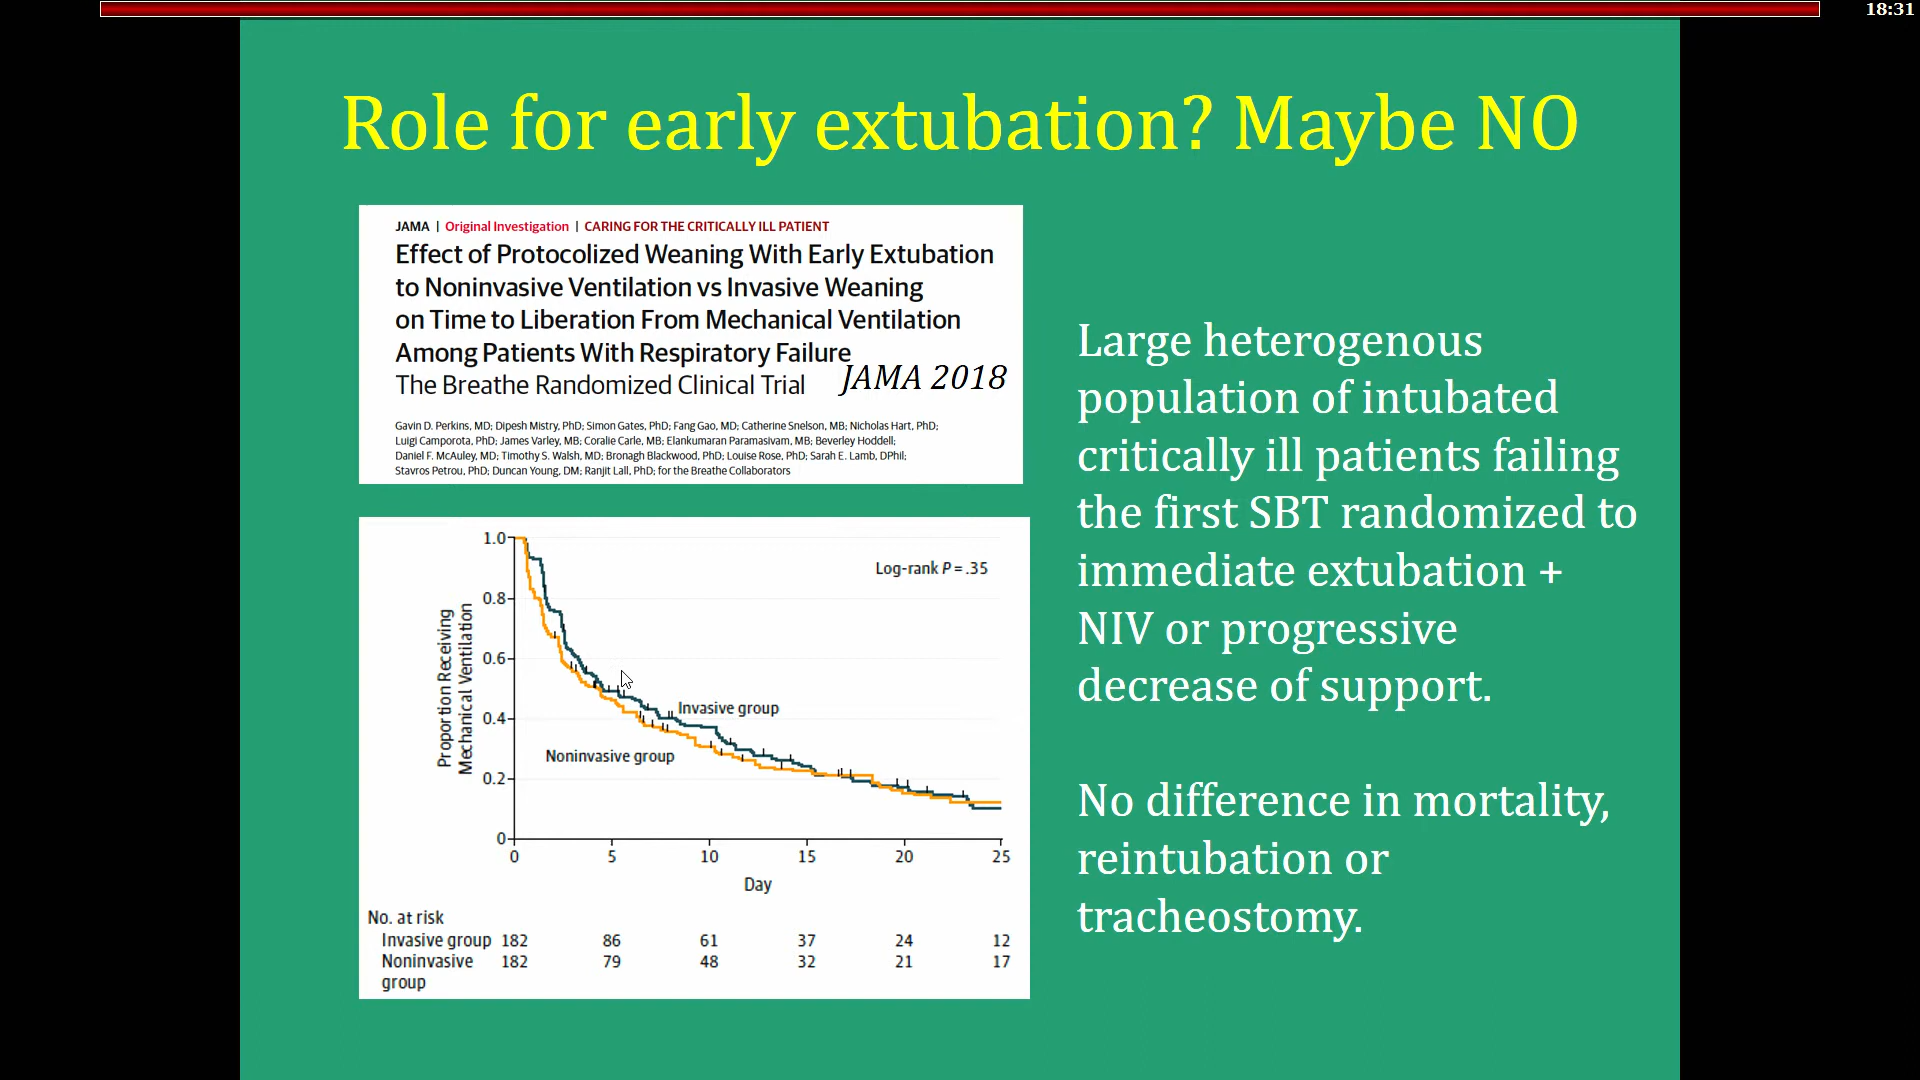 18:31
Role for early extubation? Maybe NO
JAMA | Original Investigation | CARING FOR THE CRITICALLY ILL PATIENT
Effect of Protocolized Weaning With Early Extubation
to Noninvasive Ventilation vs Invasive Weaning
on Time to Liberation From Mechanical Ventilation
Among Patients With Respiratory Failure
The Breathe Randomized Clinical Trial
JAMA 2018
Gavin D. Perkins, MD; Dipesh Mistry, PhD; Simon Gates, PhD; Fang Gao, MD; Catherine Snelson, MB; Nicholas Hart, PhD;
Luigi Camporota, PhD; James Varley, MB; Coralie Carle, MB; Elankumaran Paramasivam, MB; Beverley Hoddell;
Daniel F. McAuley, MD; Timothy S. Walsh, MD; Bronagh Blackwood, PhD; Louise Rose, PhD; Sarah E. Lamb, DPhil;
Stavros Petrou, PhD; Duncan Young, DM; Ranjit Lall, PhD; for the Breathe Collaborators
Large heterogenous
population of intubated
critically ill patients failing
the first SBT randomized to
immediate extubation +
NIV or progressive
decrease of support.
No difference in mortality,
reintubation or
tracheostomy.
Proportion Receiving
Mechanical Ventilation
1.0
0.8
0.6
0.4
0.2
0
Log-rank P = .35
Invasive group
Noninvasive group
0 5 10 15 20 25
Day
No. at risk
Invasive group 182 86 61 37 24 12
Noninvasive 182 79 48 32 21 17
group